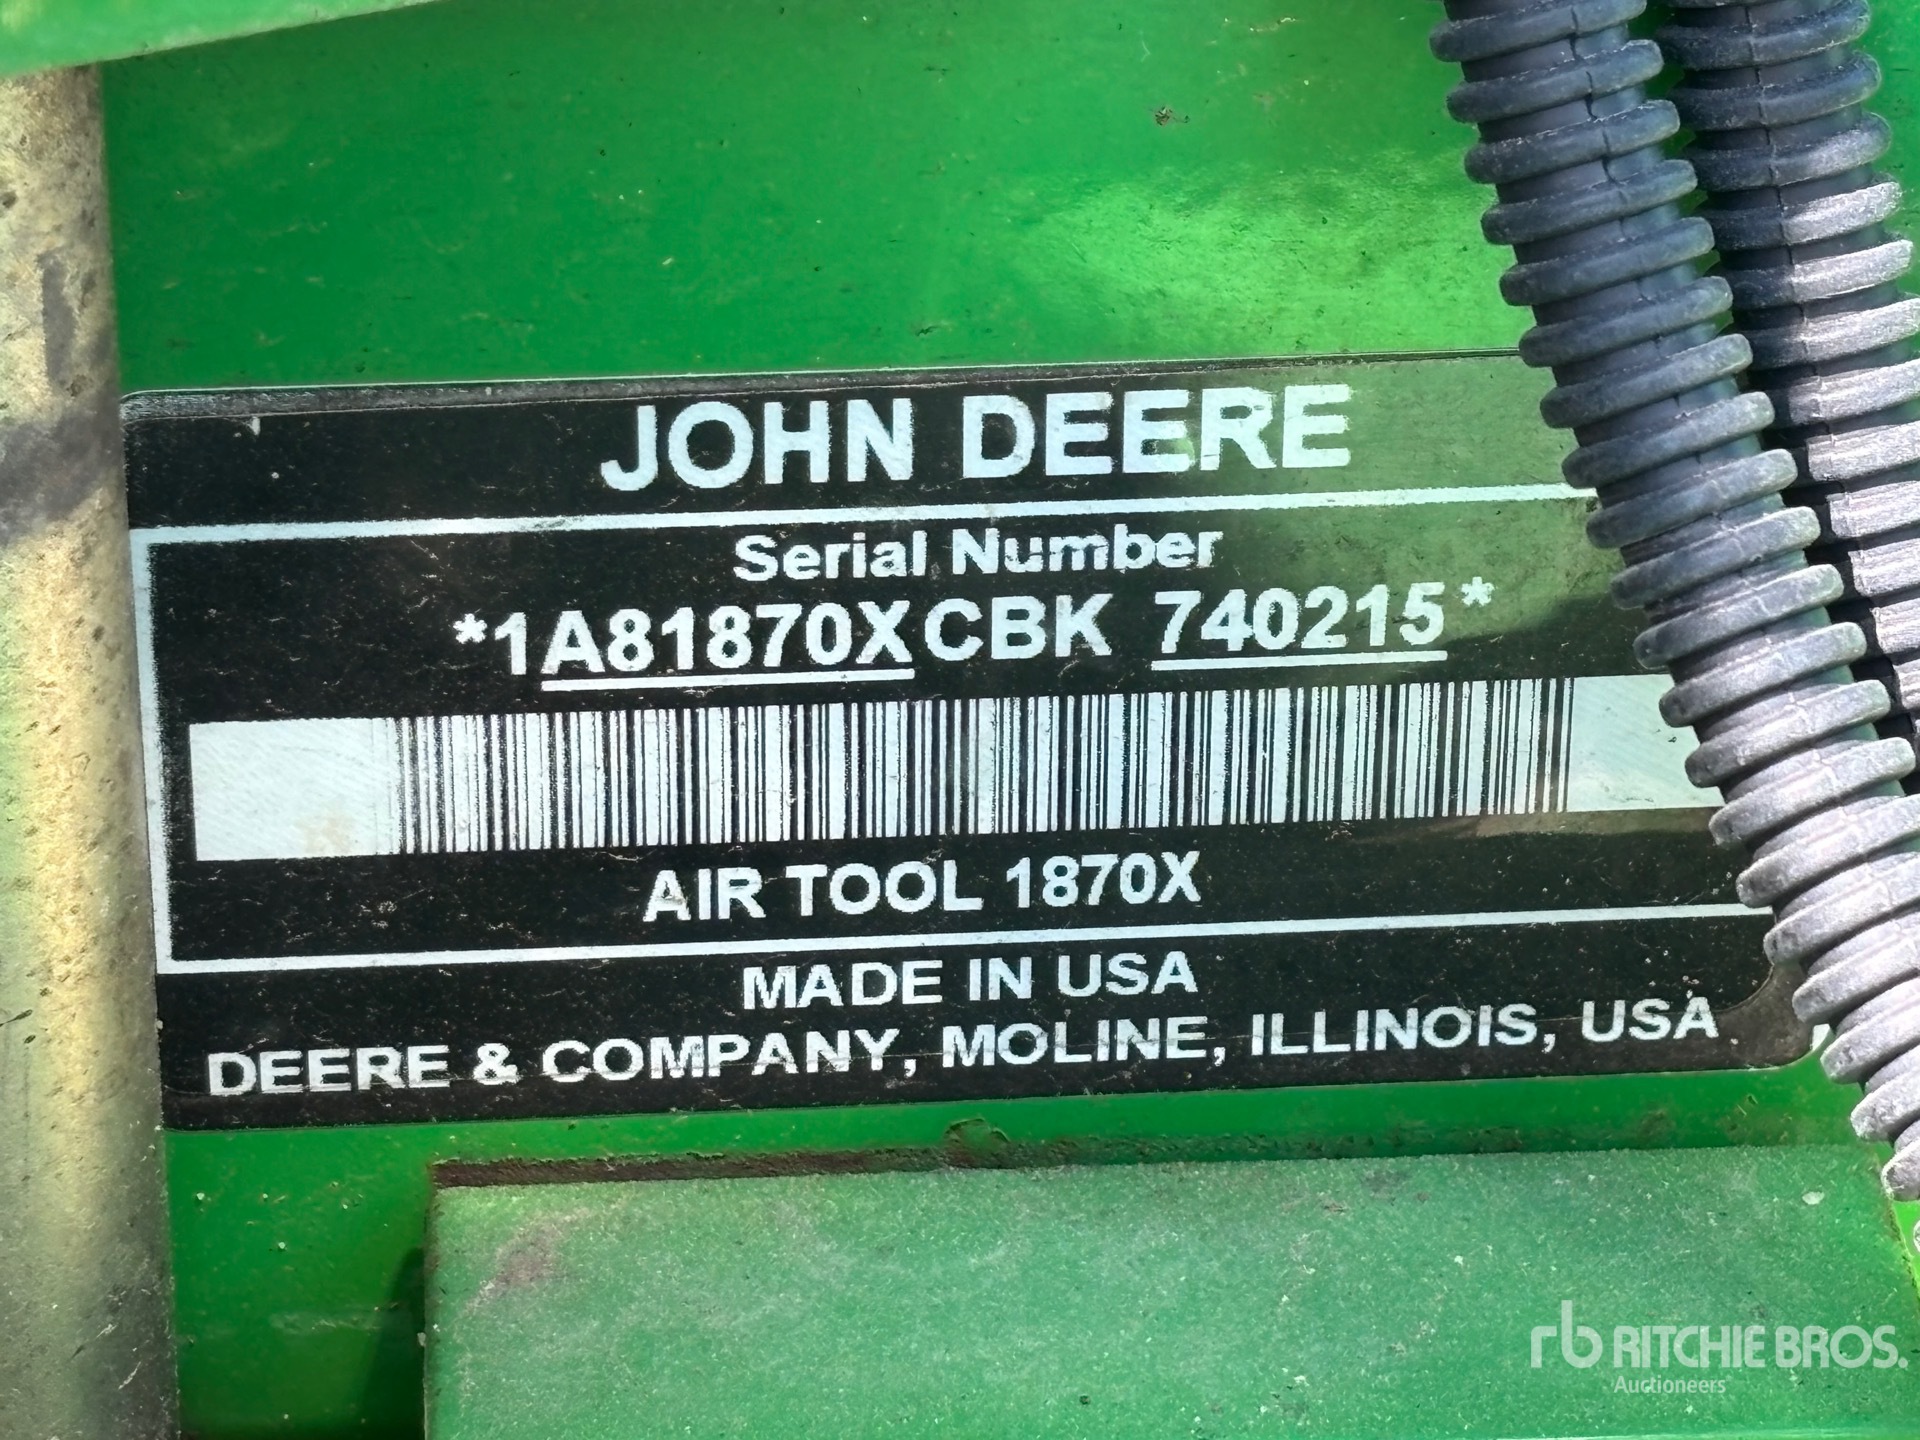 JOHN DEERE
Serial Number
*1A81870XCBK 740215*
AIR TOOL 1870X
MADE IN USA
DEERE & COMPANY, MOLINE, ILLINOIS, USA
rb RITCHIE BROS.
Auctioneers